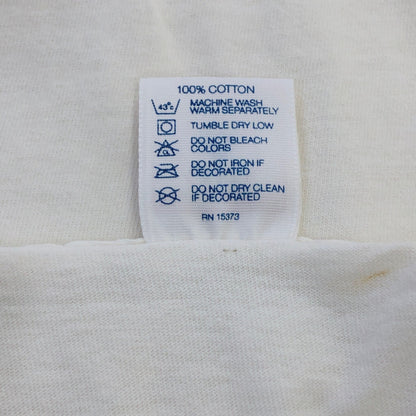 100% COTTON
43°c MACHINE WASH
WARM SEPARATELY
TUMBLE DRY LOW
CL DO NOT BLEACH
COLORS
DO NOT IRON IF
DECORATED
DO NOT DRY CLEAN
IF DECORATED
RN 15373